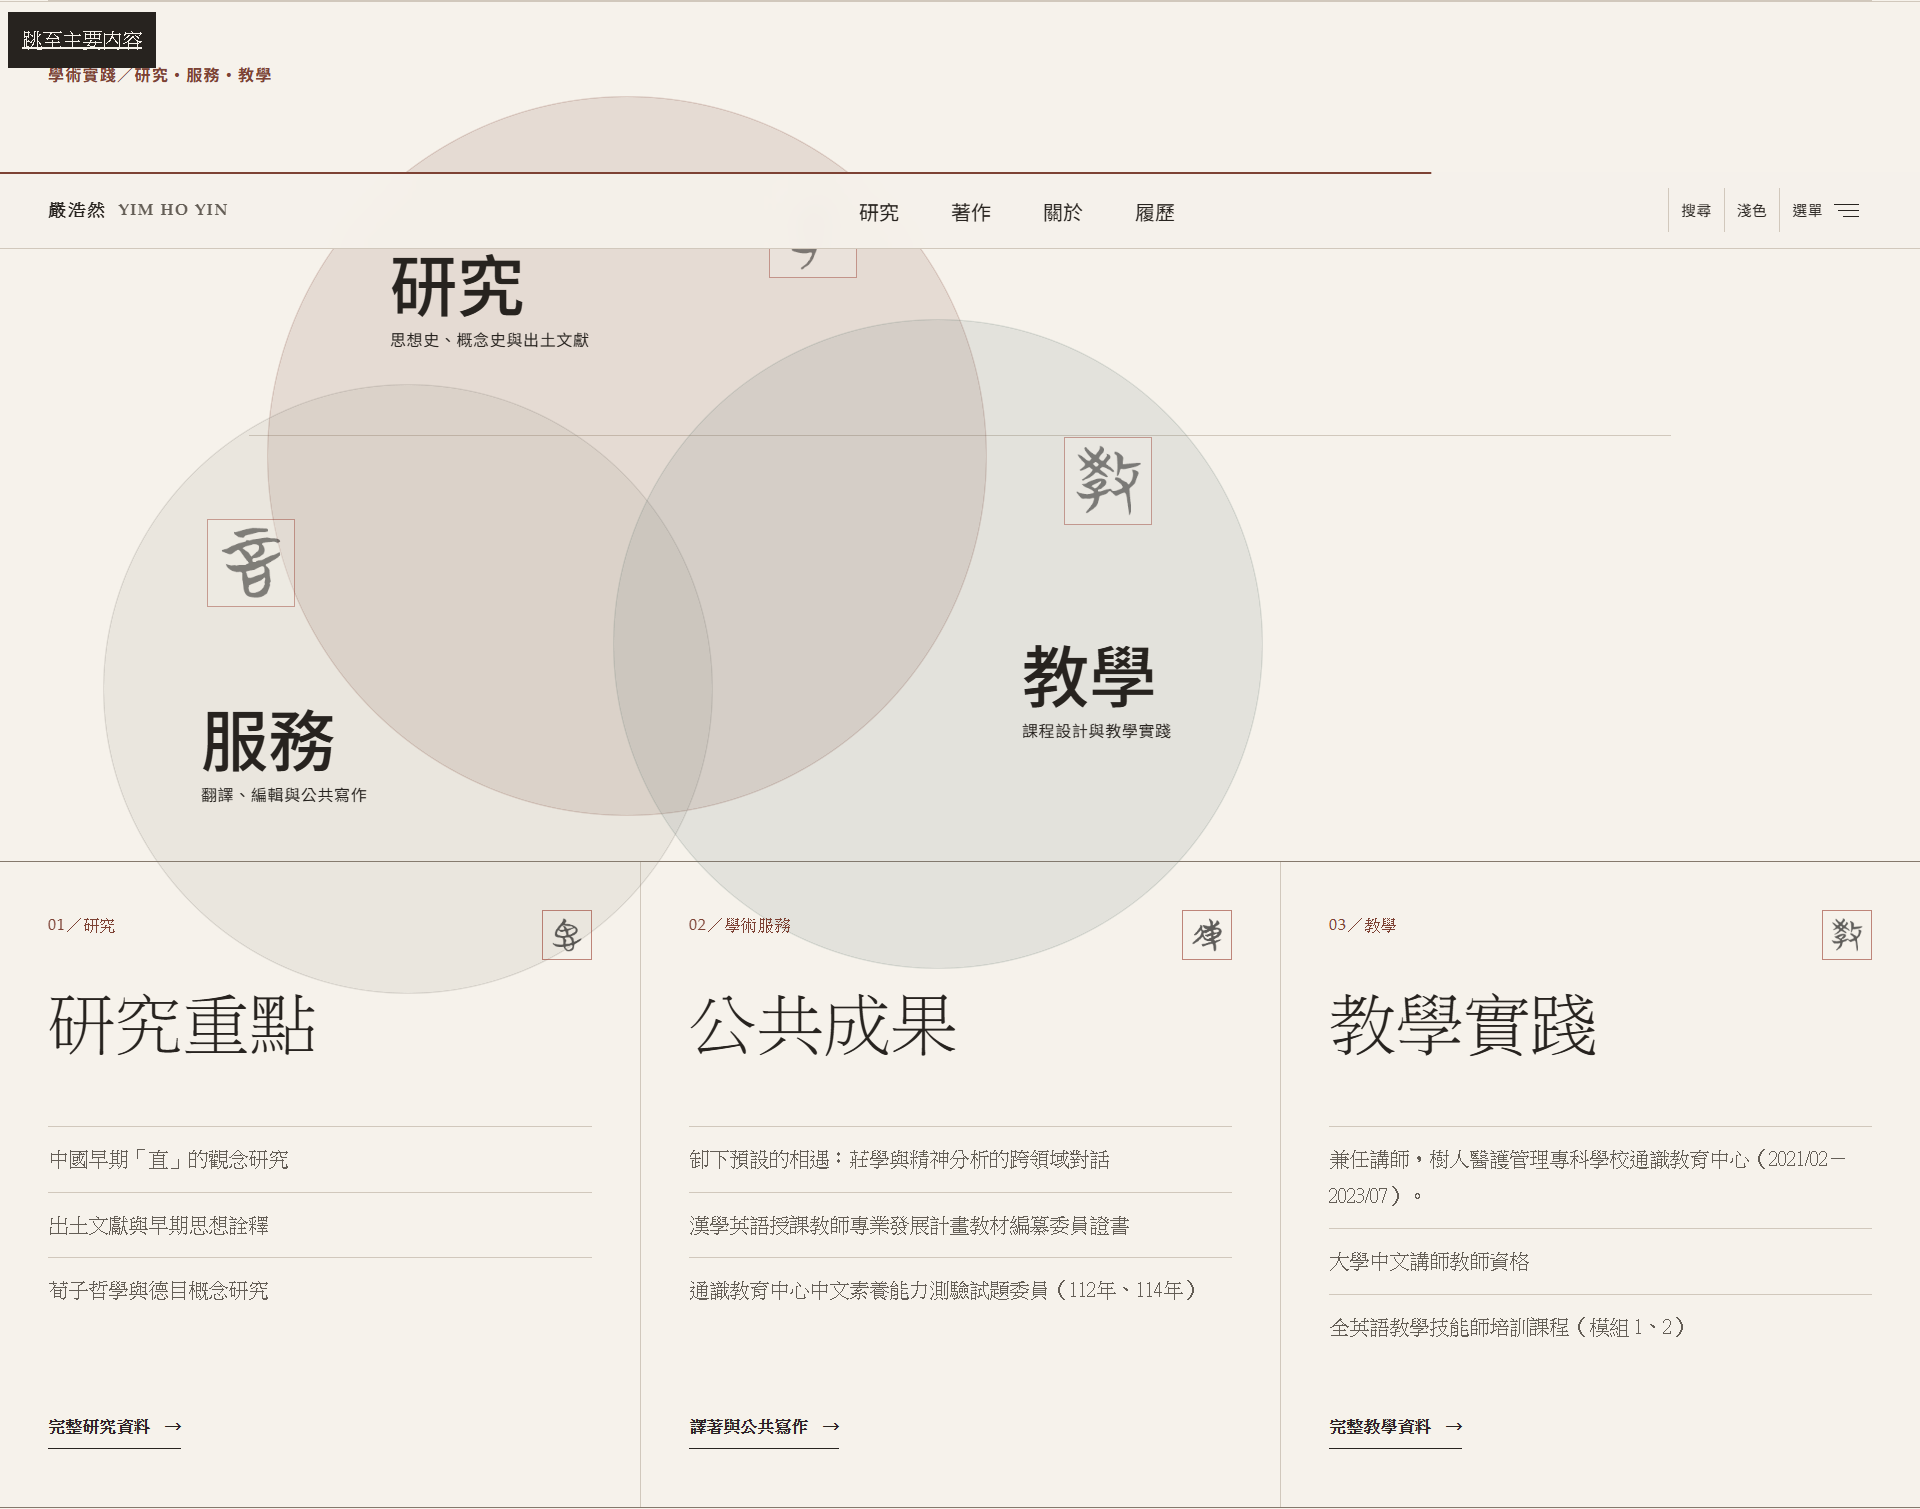 跳至主要内容
學術實踐／研究・服務・教學
嚴浩然 YIM HO YIN
研究
著作
關於
履歷
搜尋
淺色
選單
研究
思想史、概念史與出土文獻
教學
課程設計與教學實踐
服務
翻譯、編輯與公共寫作
01／研究
研究重點
中國早期「直」的觀念研究
出土文獻與早期思想詮釋
荀子哲學與德目概念研究
完整研究資料 →
02／學術服務
公共成果
卸下預設的相遇：莊學與精神分析的跨領域對話
漢學英語授課教師專業發展計畫教材編纂委員證書
通識教育中心中文素養能力測驗試題委員（112年、114年）
譯著與公共寫作 →
03／教學
教學實踐
兼任講師，樹人醫護管理專科學校通識教育中心（2021/02－
2023/07）。
大學中文講師教師資格
全英語教學技能師培訓課程（模組 1、2）
完整教學資料 →